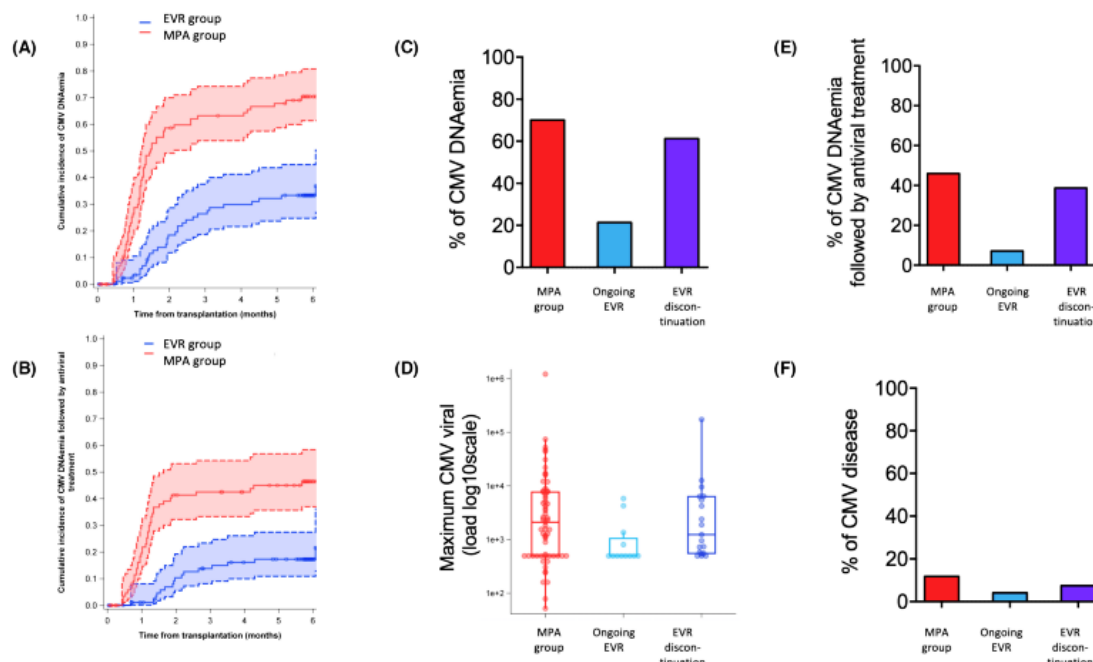 (A)
EVR group
MPA group
Cumulative incidence of CMV DNAemia
1.0
0.9
0.8
0.7
0.6
0.5
0.4
0.3
0.2
0.1
0.0
0 1 2 3 4 5 6
Time from transplantation (months)
(B)
EVR group
MPA group
Cumulative incidence of CMV DNAemia followed by antiviral
treatment
1.0
0.9
0.8
0.7
0.6
0.5
0.4
0.3
0.2
0.1
0.0
0 1 2 3 4 5 6
Time from transplantation (months)
(C)
% of CMV DNAemia
100
80
60
40
20
0
MPA Ongoing EVR
group EVR discon-
tinuation
(D)
Maximum CMV viral
(load log10scale)
1e+6
1e+5
1e+4
1e+3
1e+2
MPA Ongoing EVR
group EVR discon-
tinuation
(E)
% of CMV DNAemia
followed by antiviral treatment
100
80
60
40
20
0
MPA Ongoing EVR
group EVR discon-
tinuation
(F)
% of CMV disease
100
80
60
40
20
0
MPA Ongoing EVR
group EVR discon-
tinuation